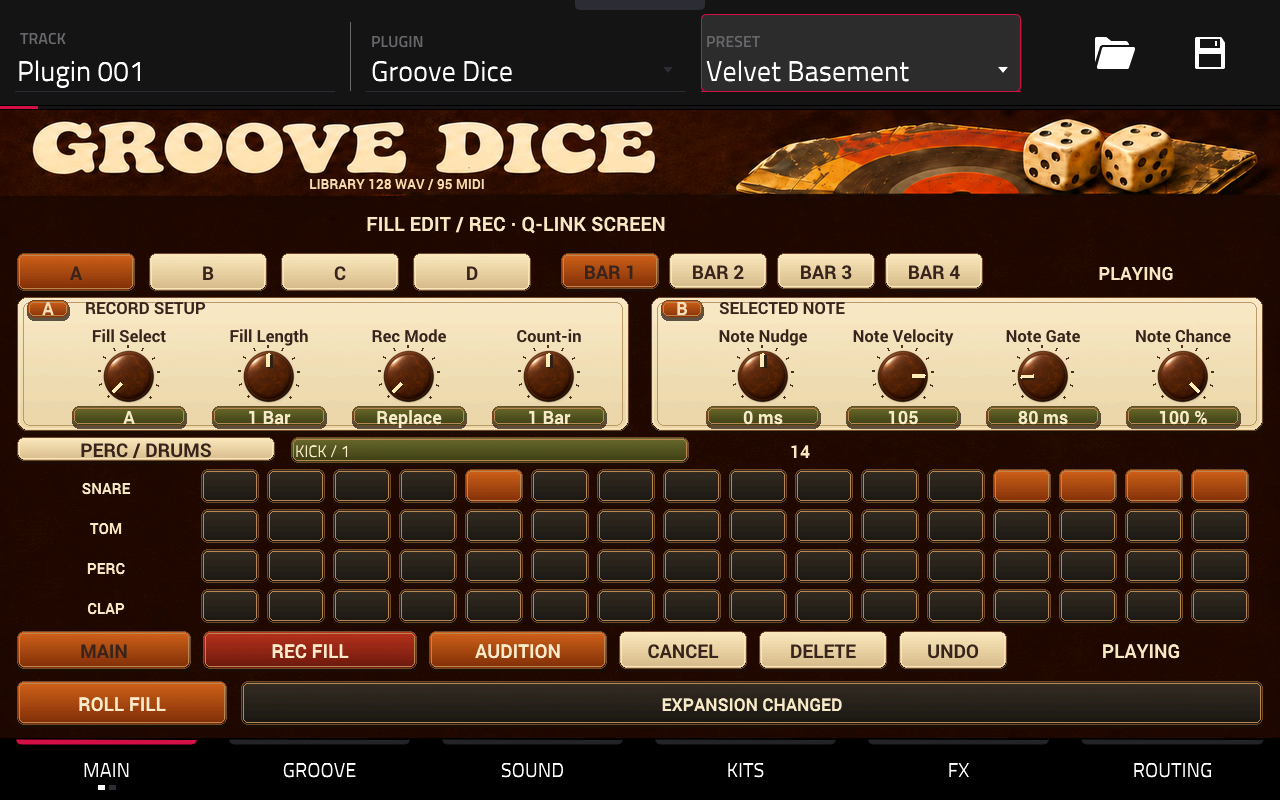 TRACK
Plugin 001
PLUGIN
Groove Dice
PRESET
Velvet Basement
GROOVE DICE
LIBRARY 128 WAV / 95 MIDI
FILL EDIT / REC · Q-LINK SCREEN
A B C D BAR 1 BAR 2 BAR 3 BAR 4 PLAYING
A RECORD SETUP
Fill Select Fill Length Rec Mode Count-in
A 1 Bar Replace 1 Bar
B SELECTED NOTE
Note Nudge Note Velocity Note Gate Note Chance
0 ms 105 80 ms 100 %
PERC / DRUMS KICK / 1 14
SNARE
TOM
PERC
CLAP
MAIN REC FILL AUDITION CANCEL DELETE UNDO PLAYING
ROLL FILL EXPANSION CHANGED
MAIN GROOVE SOUND KITS FX ROUTING